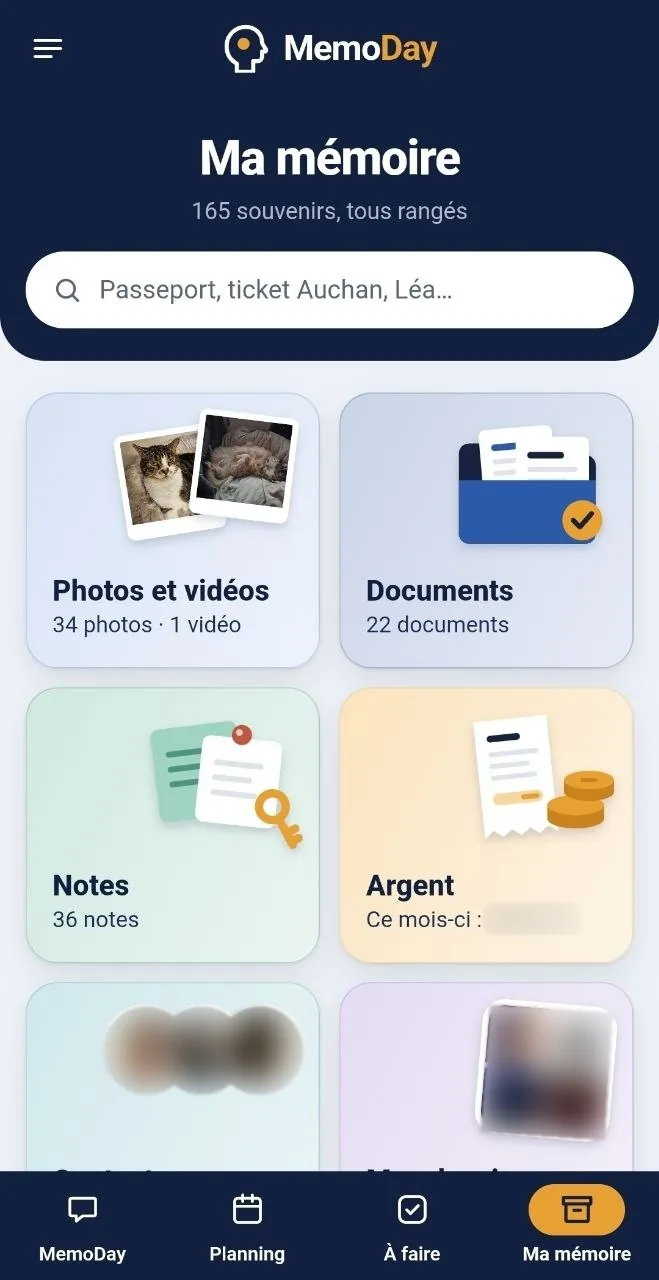 MemoDay
Ma mémoire
165 souvenirs, tous rangés
Passeport, ticket Auchan, Léa...
Photos et vidéos
34 photos · 1 vidéo
Documents
22 documents
Notes
36 notes
Argent
Ce mois-ci :
MemoDay
Planning
À faire
Ma mémoire